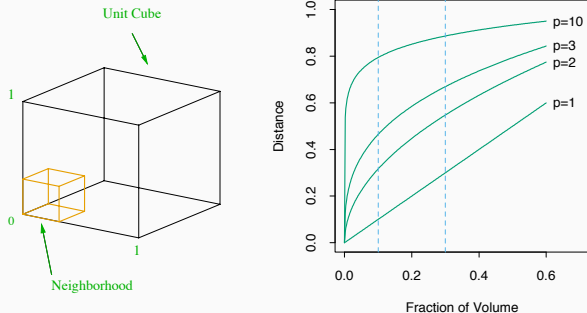 Unit Cube
1
0
1
Neighborhood
Distance
1.0
0.8
0.6
0.4
0.2
0.0
p=10
p=3
p=2
p=1
0.0 0.2 0.4 0.6
Fraction of Volume